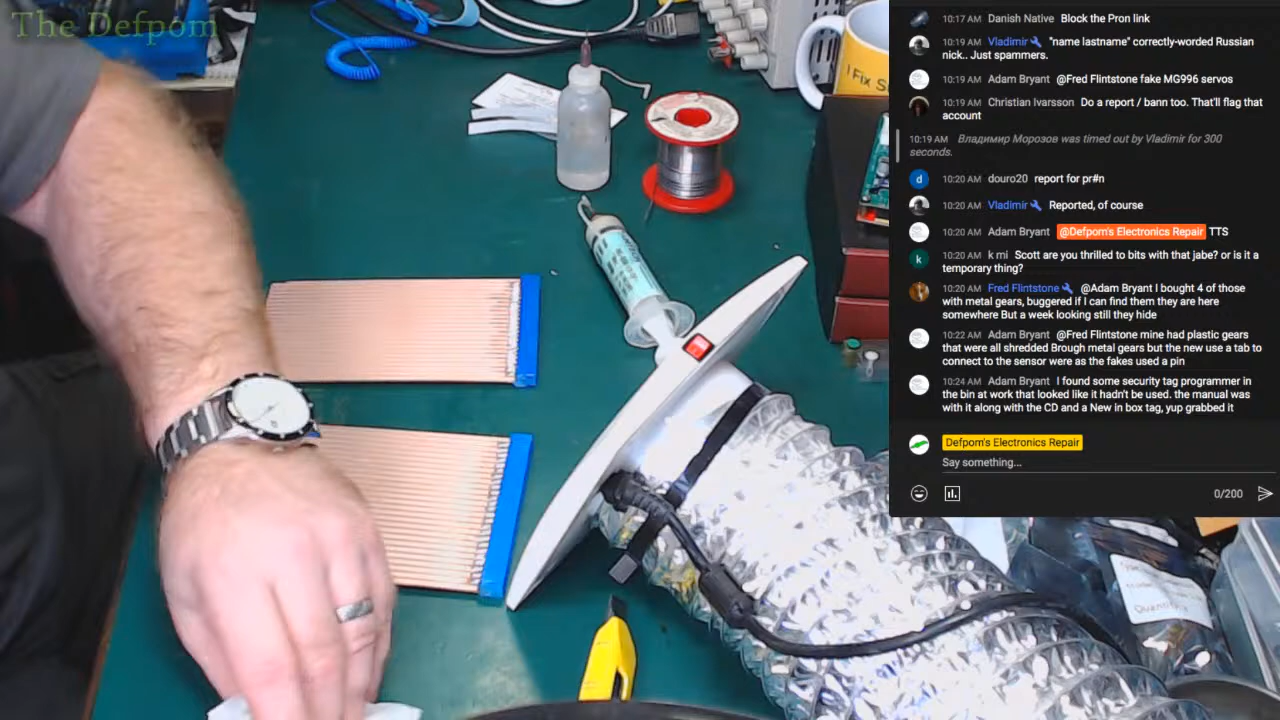 The Defpom
I Fix S
10:17 AM Danish Native Block the Pron link
10:19 AM Vladimir "name lastname" correctly-worded Russian
nick.. Just spammers.
10:19 AM Adam Bryant @Fred Flintstone fake MG996 servos
10:19 AM Christian Ivarsson Do a report / bann too. That'll flag that
account
10:19 AM Владимир Морозов was timed out by Vladimir for 300
seconds.
d 10:20 AM douro20 report for pr#n
10:20 AM Vladimir Reported, of course
10:20 AM Adam Bryant @Defpom's Electronics Repair TTS
k 10:20 AM k mi Scott are you thrilled to bits with that jabe? or is it a
temporary thing?
10:20 AM Fred Flintstone @Adam Bryant I bought 4 of those
with metal gears, buggered if I can find them they are here
somewhere But a week looking still they hide
10:22 AM Adam Bryant @Fred Flintstone mine had plastic gears
that were all shredded Brough metal gears but the new use a tab to
connect to the sensor were as the fakes used a pin
10:24 AM Adam Bryant I found some security tag programmer in
the bin at work that looked like it hadn't be used. the manual was
with it along with the CD and a New in box tag, yup grabbed it
Defpom's Electronics Repair
Say something...
0/200
Quantity